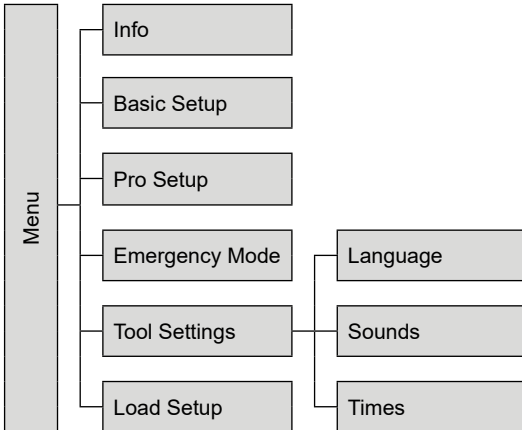 Menu
Info
Basic Setup
Pro Setup
Emergency Mode
Tool Settings
Load Setup
Language
Sounds
Times